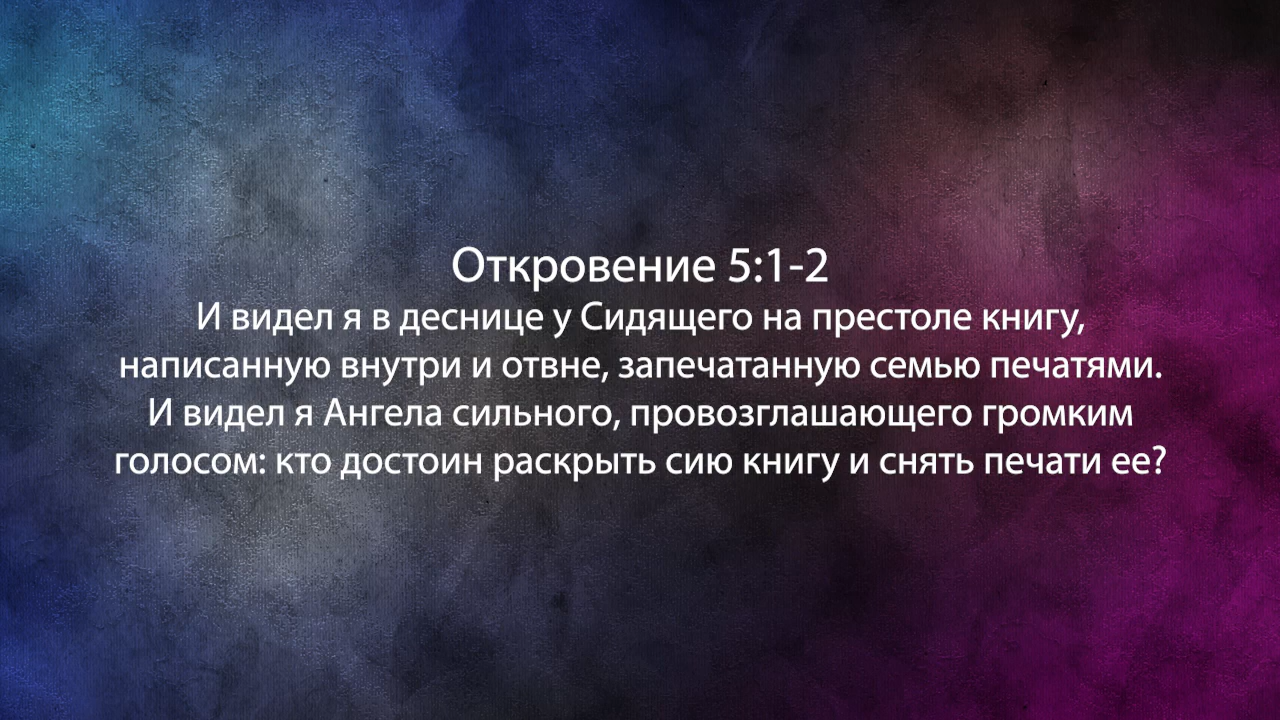 Откровение 5:1-2
И видел я в деснице у Сидящего на престоле книгу,
написанную внутри и отвне, запечатанную семью печатями.
И видел я Ангела сильного, провозглашающего громким
голосом: кто достоин раскрыть сию книгу и снять печати ее?